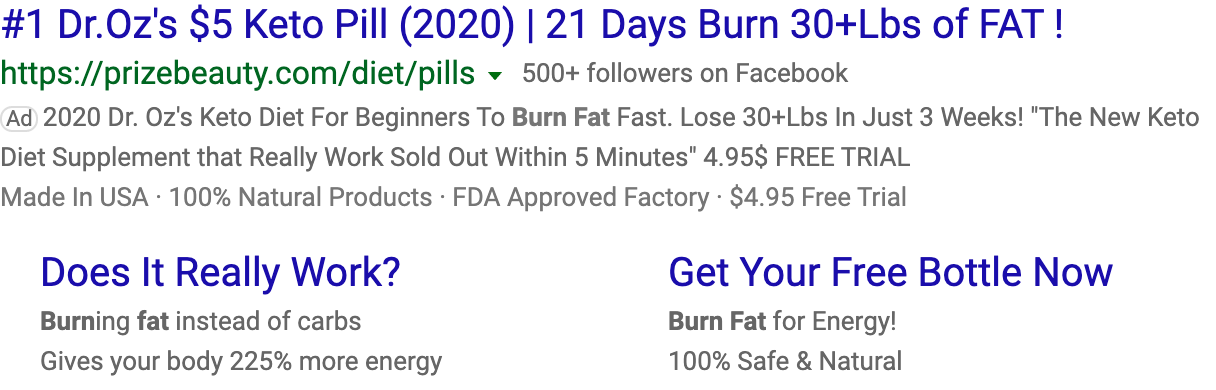 #1 Dr.Oz's $5 Keto Pill (2020) | 21 Days Burn 30+Lbs of FAT !
https://prizebeauty.com/diet/pills 500+ followers on Facebook
Ad 2020 Dr. Oz's Keto Diet For Beginners To Burn Fat Fast. Lose 30+Lbs In Just 3 Weeks! "The New Keto
Diet Supplement that Really Work Sold Out Within 5 Minutes" 4.95$ FREE TRIAL
Made In USA · 100% Natural Products · FDA Approved Factory · $4.95 Free Trial
Does It Really Work?
Burning fat instead of carbs
Gives your body 225% more energy
Get Your Free Bottle Now
Burn Fat for Energy!
100% Safe & Natural